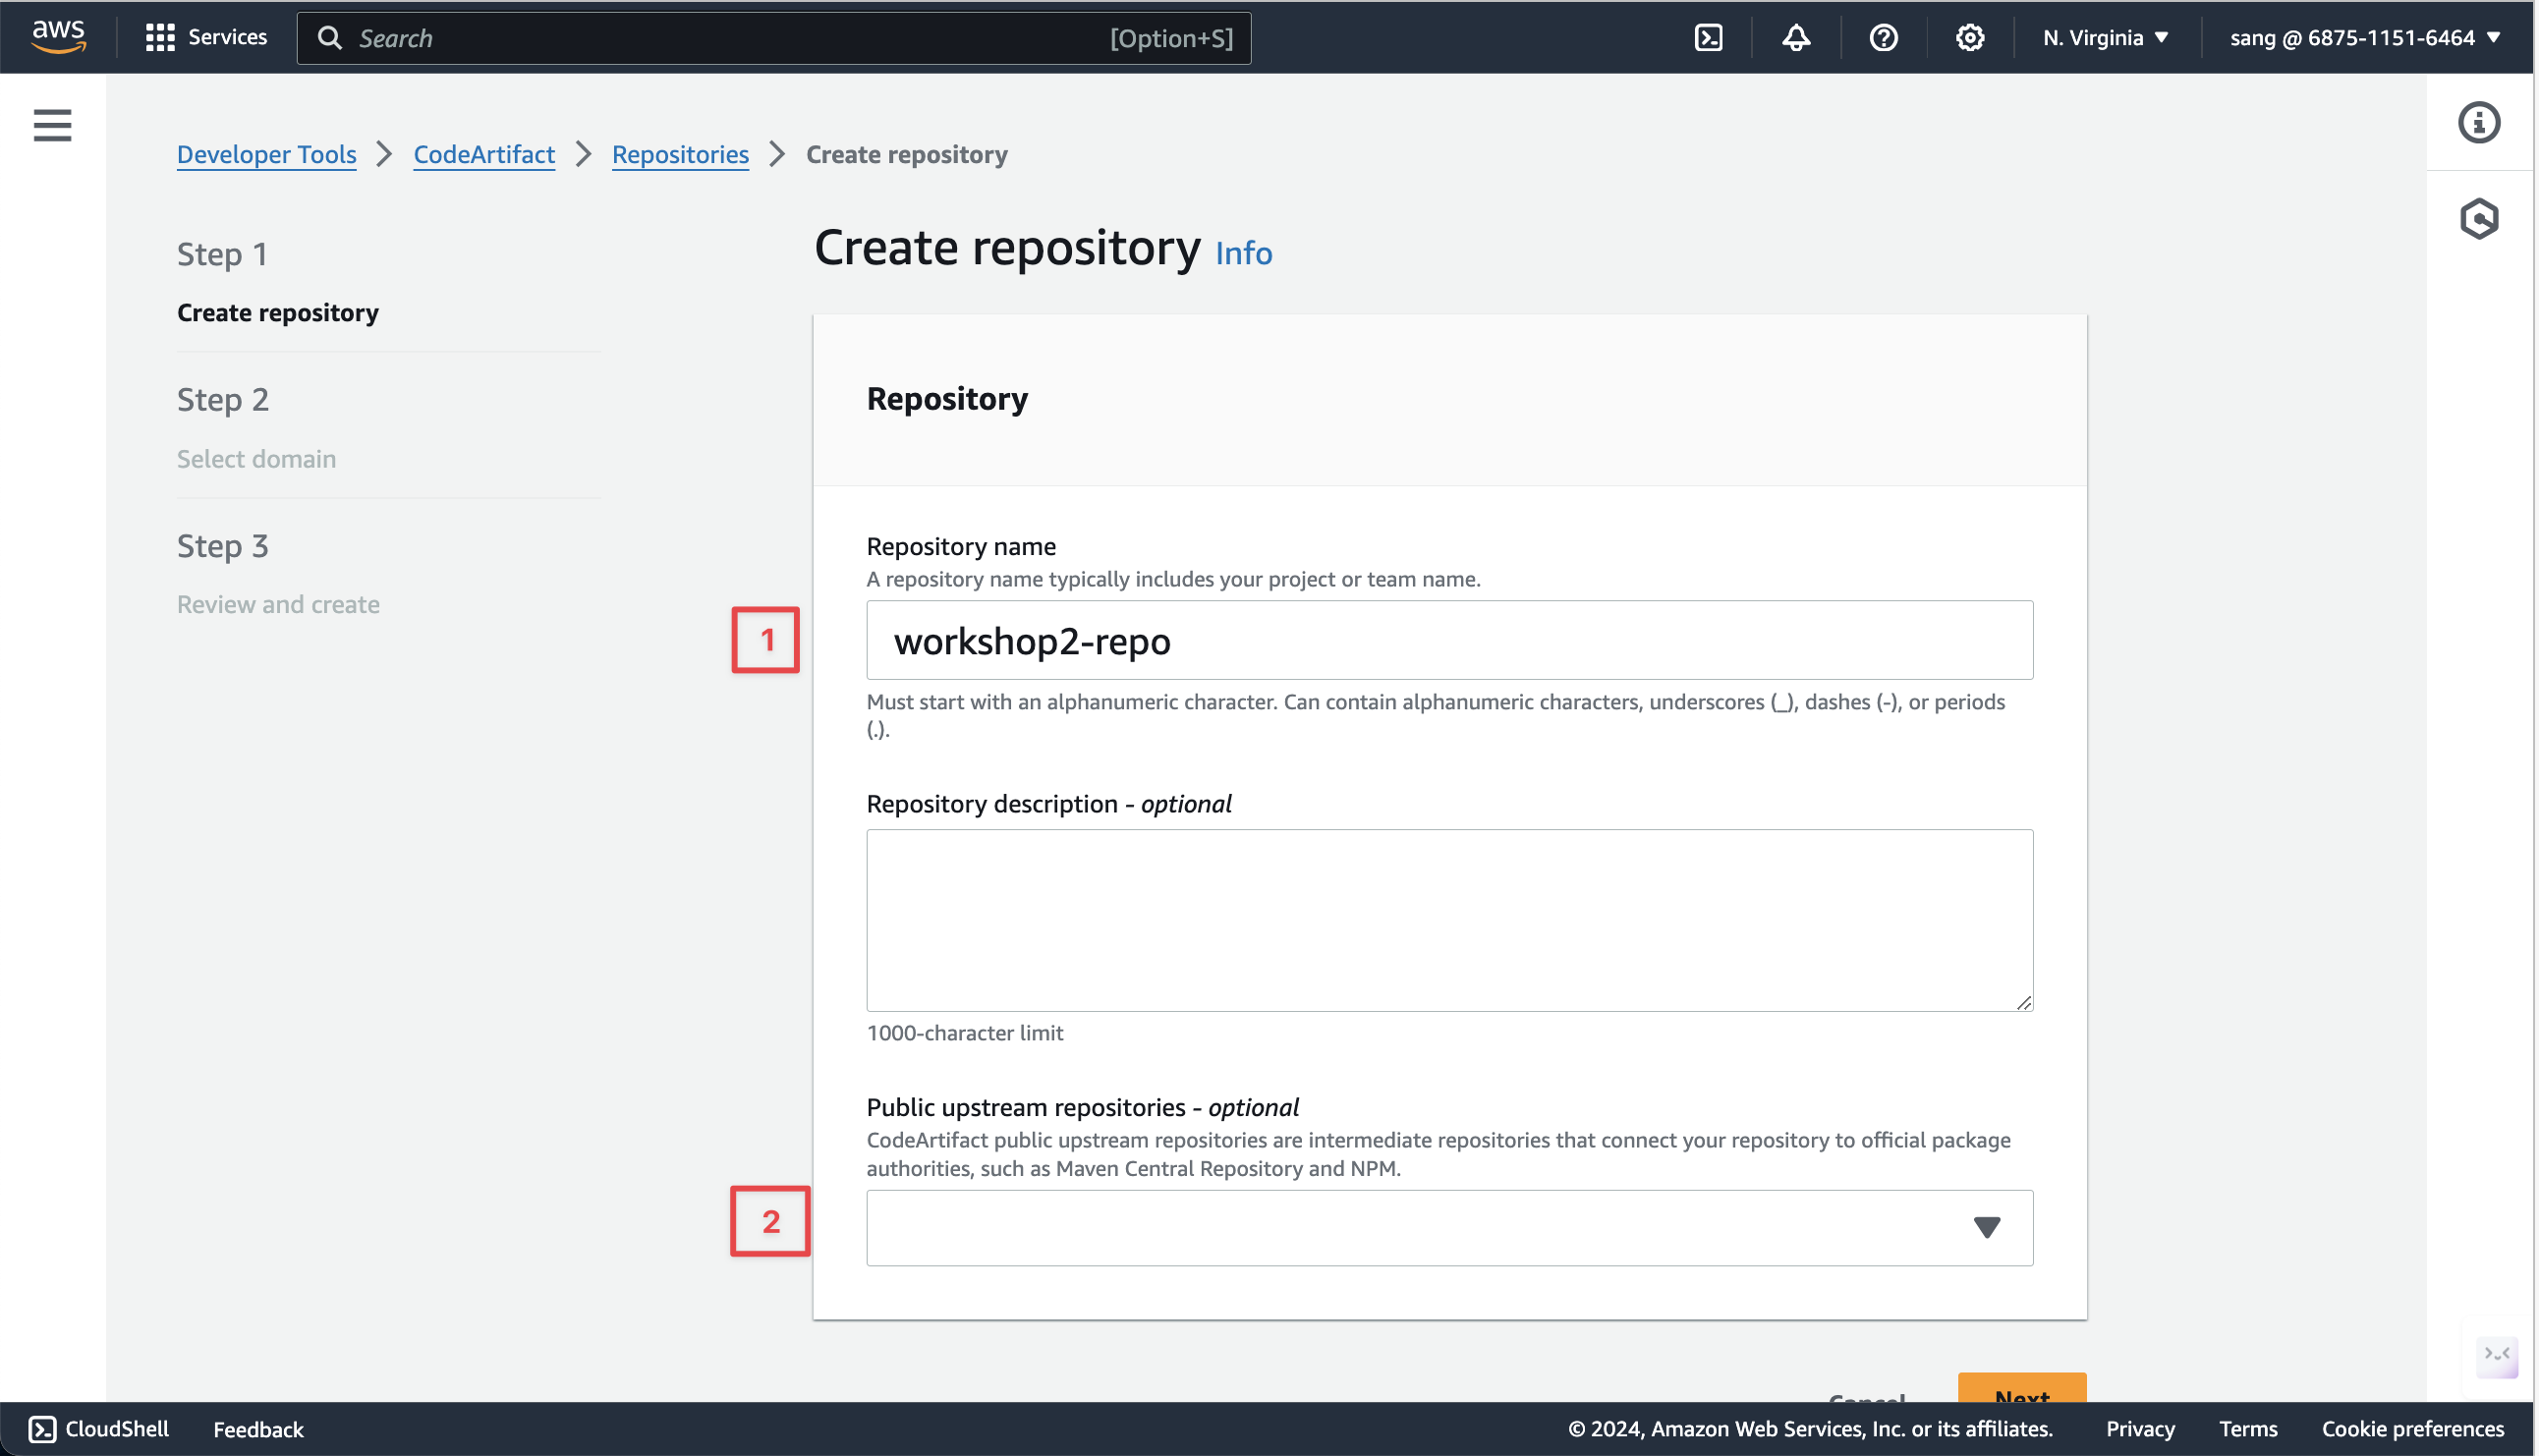 aws
Services
Search
[Option+S]
N. Virginia
sang @ 6875-1151-6464
Developer Tools
CodeArtifact
Repositories
Create repository
Step 1
Create repository
Step 2
Select domain
Step 3
Review and create
Create repository Info
Repository
Repository name
A repository name typically includes your project or team name.
1
workshop2-repo
Must start with an alphanumeric character. Can contain alphanumeric characters, underscores (_), dashes (-), or periods
(.).
Repository description - optional
1000-character limit
Public upstream repositories - optional
CodeArtifact public upstream repositories are intermediate repositories that connect your repository to official package
authorities, such as Maven Central Repository and NPM.
2
Cancel
Next
CloudShell
Feedback
© 2024, Amazon Web Services, Inc. or its affiliates.
Privacy
Terms
Cookie preferences